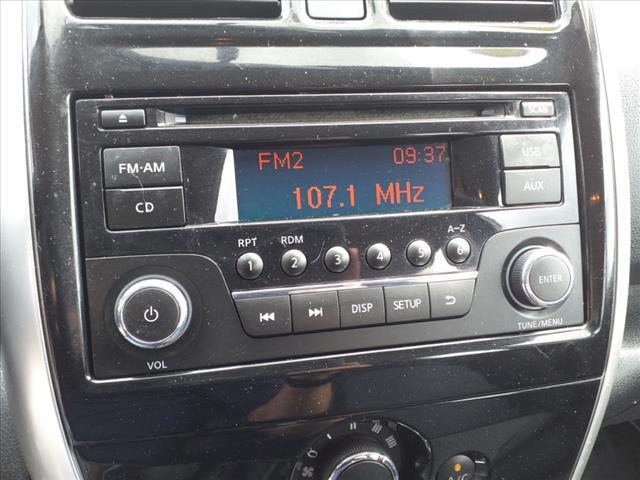 SCAN
FM2 09:37
107.1 MHz
FM·AM
CD
USB
AUX
RPT RDM A-Z
1 2 3 4 5 6
DISP SETUP
VOL
ENTER
TUNE/MENU
A/C